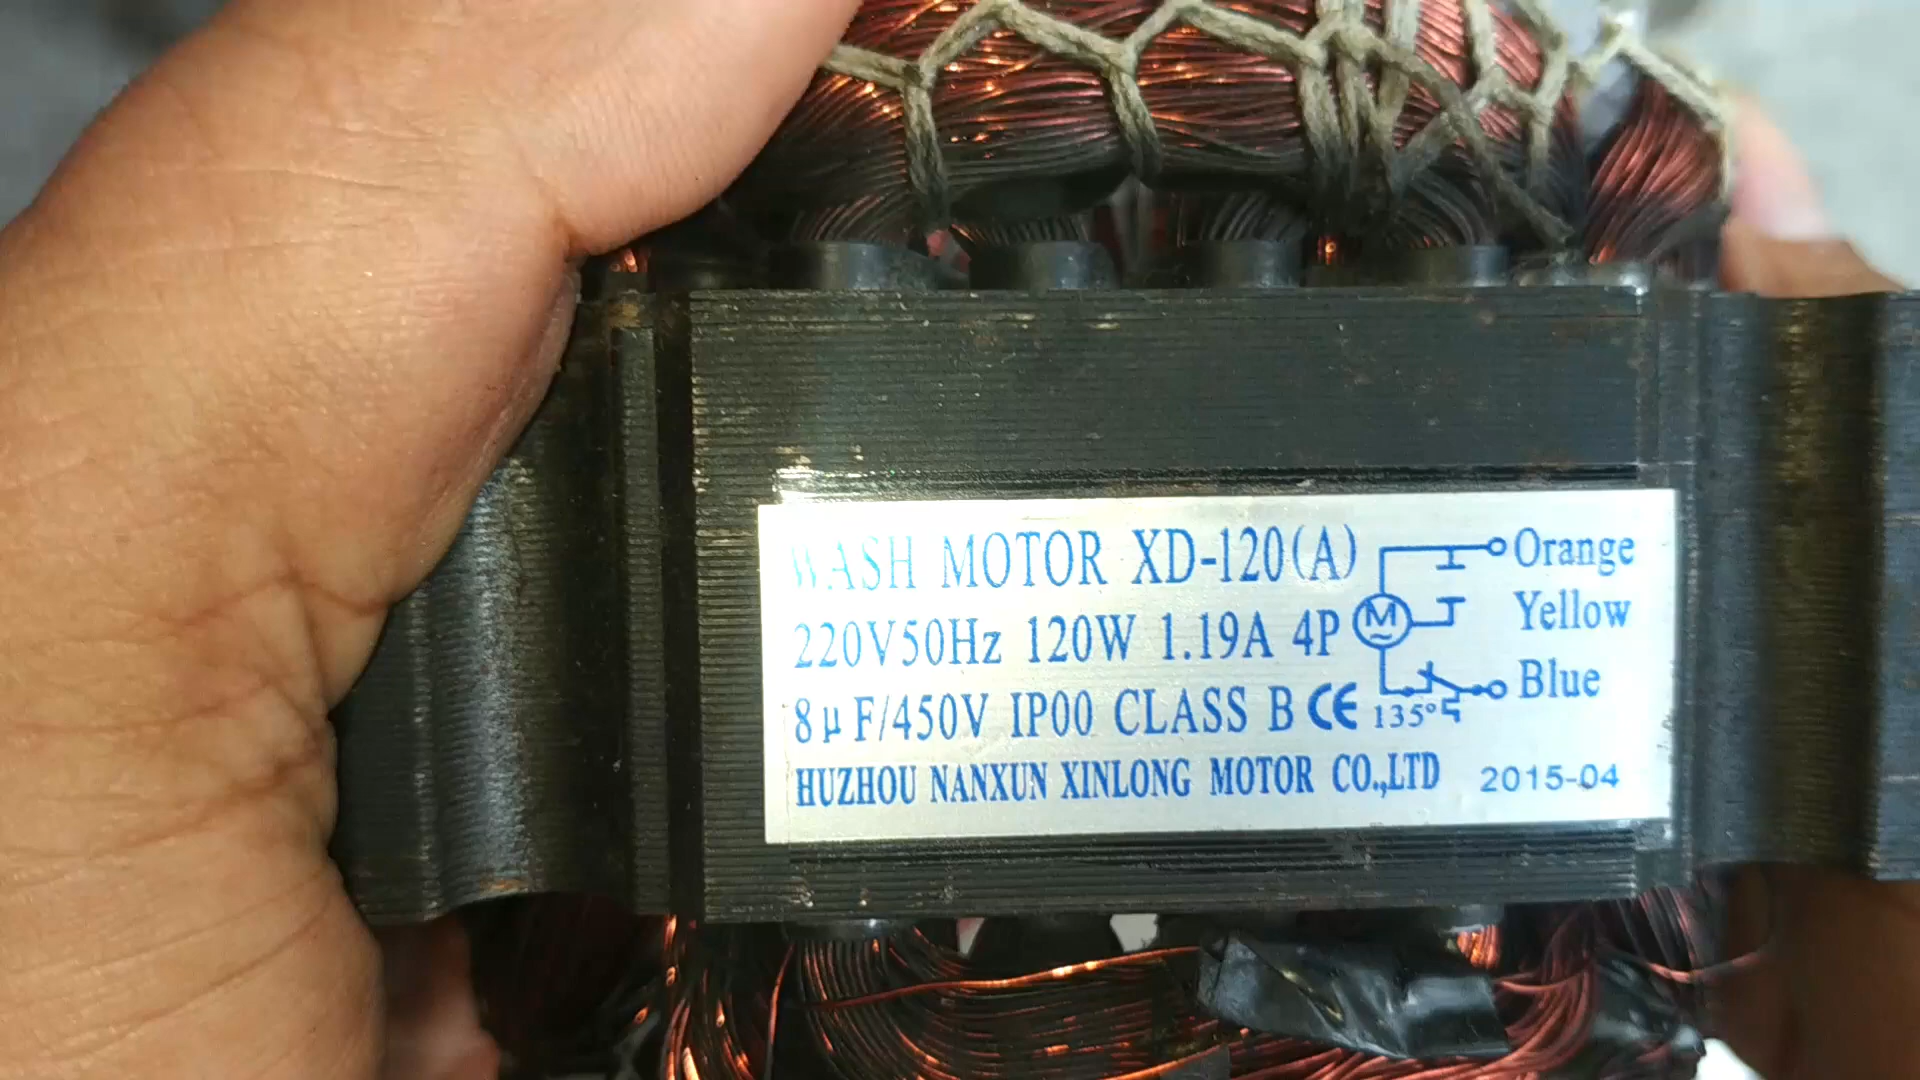 WASH MOTOR XD-120(A)
220V50Hz 120W 1.19A 4P
8μF/450V IP00 CLASS B CE
M
~
Orange
Yellow
Blue
135°
HUZHOU NANXUN XINLONG MOTOR CO.,LTD 2015-04